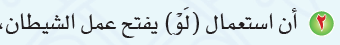 ٢ أن استعمال (لَوْ) يفتح عمل الشيطان،